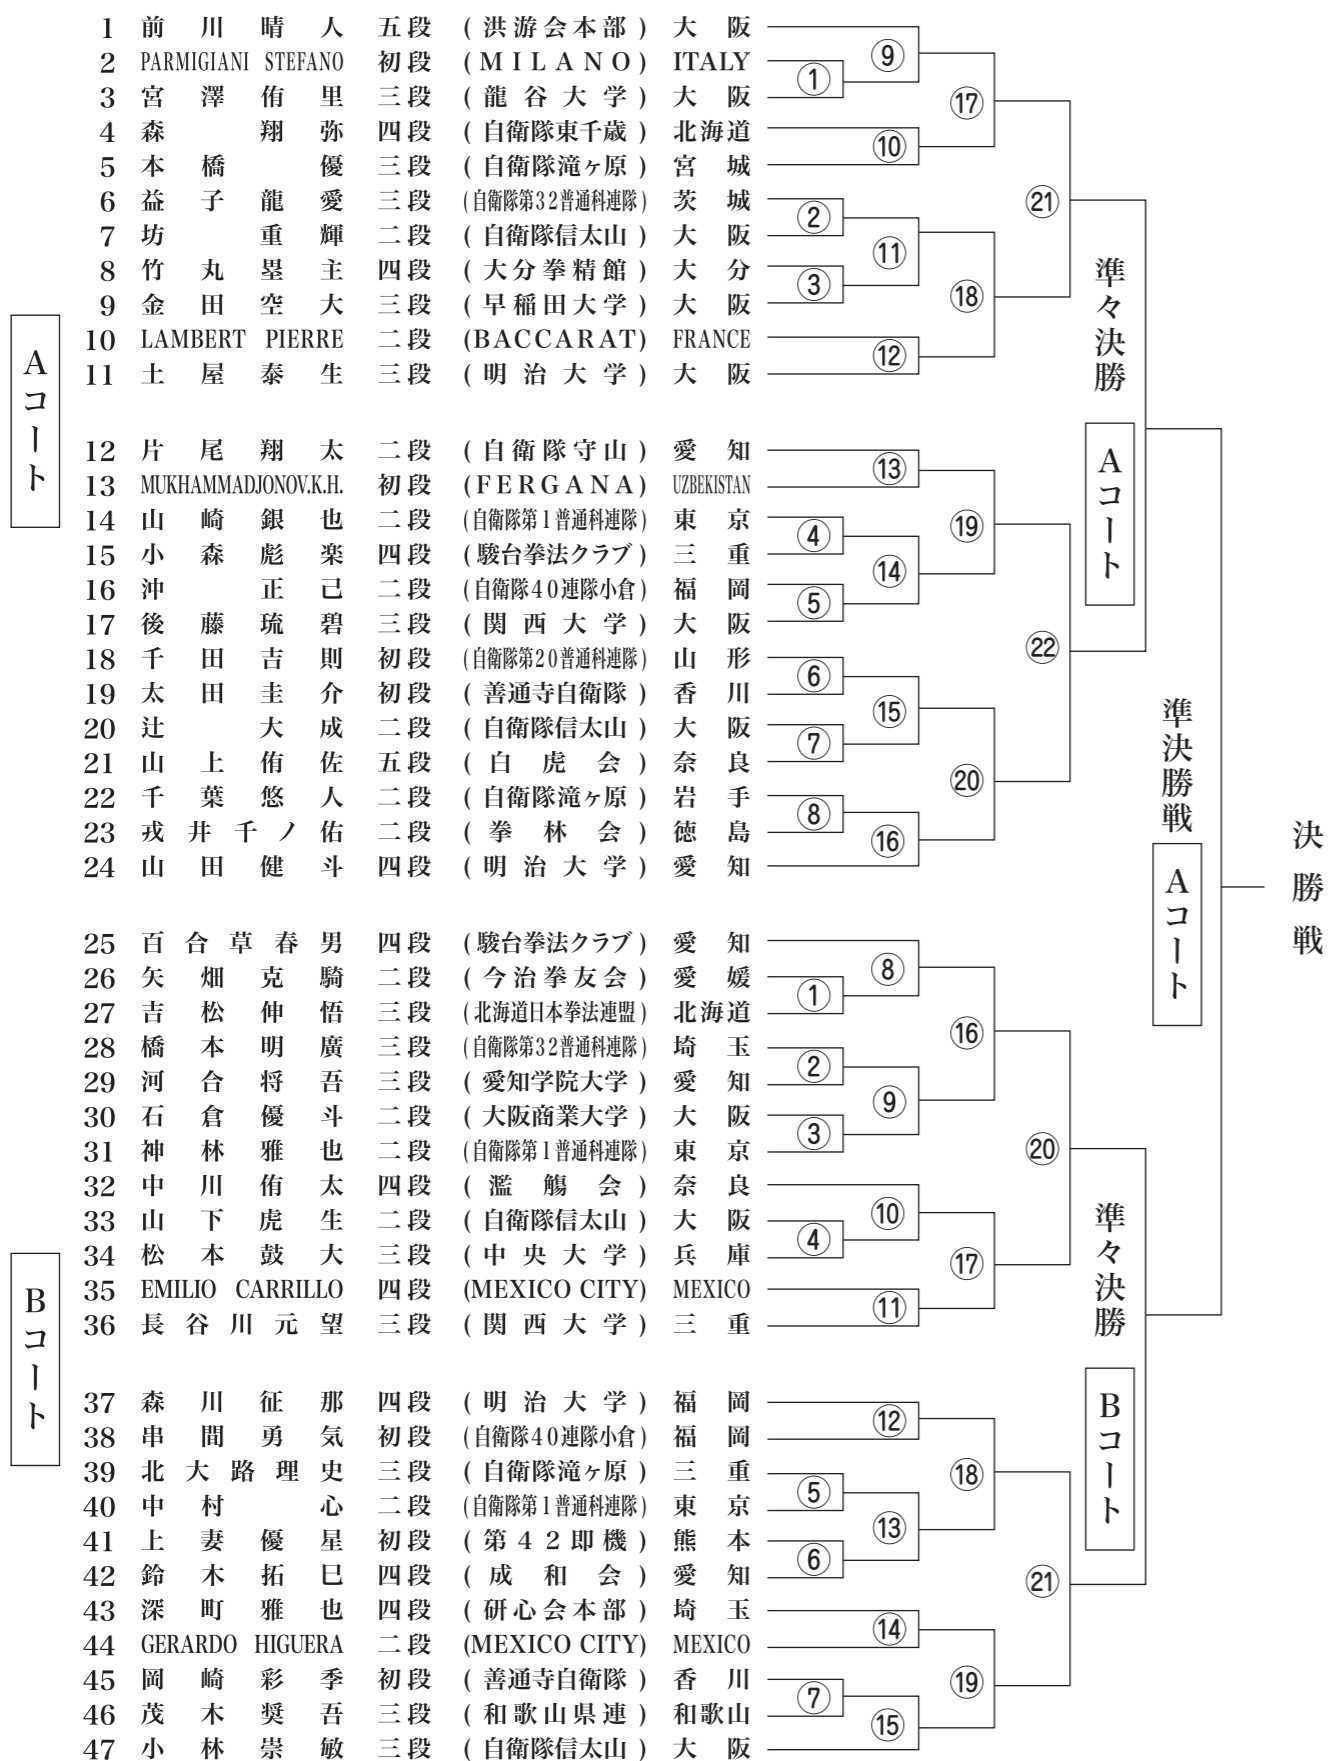 1 前川晴人 五段 (洪游会本部) 大阪
2 PARMIGIANI STEFANO 初段 (MILANO) ITALY
3 宮澤侑里 三段 (龍谷大学) 大阪
4 森翔弥 四段 (自衛隊東千歳) 北海道
5 本橋優 三段 (自衛隊滝ヶ原) 宮城
6 益子龍愛 三段 (自衛隊第32普通科連隊) 茨城
7 坊重輝 二段 (自衛隊信太山) 大阪
8 竹丸塁主 四段 (大分拳精館) 大分
9 金田空大 三段 (早稲田大学) 大阪
10 LAMBERT PIERRE 二段 (BACCARAT) FRANCE
11 土屋泰生 三段 (明治大学) 大阪
12 片尾翔太 二段 (自衛隊守山) 愛知
13 MUKHAMMADJONOV.K.H. 初段 (FERGANA) UZBEKISTAN
14 山崎銀也 二段 (自衛隊第1普通科連隊) 東京
15 小森彪楽 四段 (駿台拳法クラブ) 三重
16 沖正己 二段 (自衛隊40連隊小倉) 福岡
17 後藤琉碧 三段 (関西大学) 大阪
18 千田吉則 初段 (自衛隊第20普通科連隊) 山形
19 太田圭介 初段 (善通寺自衛隊) 香川
20 辻大成 二段 (自衛隊信太山) 大阪
21 山上侑佐 五段 (白虎会) 奈良
22 千葉悠人 二段 (自衛隊滝ヶ原) 岩手
23 戎井千ノ佑 二段 (拳林会) 徳島
24 山田健斗 四段 (明治大学) 愛知
25 百合草春男 四段 (駿台拳法クラブ) 愛知
26 矢畑克騎 二段 (今治拳友会) 愛媛
27 吉松伸悟 三段 (北海道日本拳法連盟) 北海道
28 橋本明廣 三段 (自衛隊第32普通科連隊) 埼玉
29 河合将吾 三段 (愛知学院大学) 愛知
30 石倉優斗 二段 (大阪商業大学) 大阪
31 神林雅也 二段 (自衛隊第1普通科連隊) 東京
32 中川侑太 四段 (濫觴会) 奈良
33 山下虎生 二段 (自衛隊信太山) 大阪
34 松本鼓大 三段 (中央大学) 兵庫
35 EMILIO CARRILLO 四段 (MEXICO CITY) MEXICO
36 長谷川元望 三段 (関西大学) 三重
37 森川征那 四段 (明治大学) 福岡
38 串間勇気 初段 (自衛隊40連隊小倉) 福岡
39 北大路理史 三段 (自衛隊滝ヶ原) 三重
40 中村心 二段 (自衛隊第1普通科連隊) 東京
41 上妻優星 初段 (第42即機) 熊本
42 鈴木拓巳 四段 (成和会) 愛知
43 深町雅也 四段 (研心会本部) 埼玉
44 GERARDO HIGUERA 二段 (MEXICO CITY) MEXICO
45 岡崎彩季 初段 (善通寺自衛隊) 香川
46 茂木奨吾 三段 (和歌山県連) 和歌山
47 小林崇敏 三段 (自衛隊信太山) 大阪
Aコート
Bコート
①
②
③
④
⑤
⑥
⑦
⑧
⑨
⑩
⑪
⑫
⑬
⑭
⑮
⑯
⑰
⑱
⑲
⑳
㉑
㉒
①
②
③
④
⑤
⑥
⑦
⑧
⑨
⑩
⑪
⑫
⑬
⑭
⑮
⑯
⑰
⑱
⑲
⑳
㉑
準々決勝
Aコート
準々決勝
Bコート
準決勝戦
Aコート
決勝戦